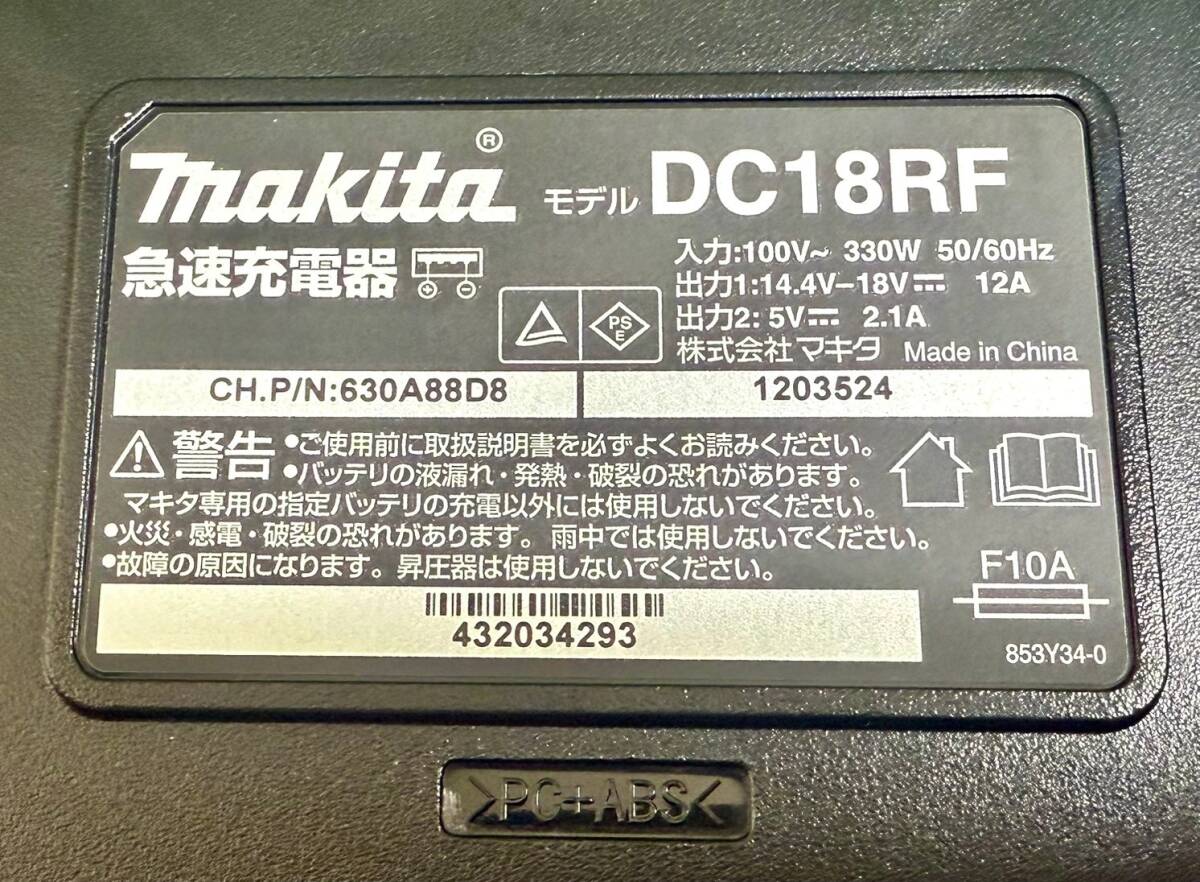 makita® モデル DC18RF
急速充電器
入力:100V~ 330W 50/60Hz
出力1:14.4V–18V⎓ 12A
出力2: 5V⎓ 2.1A
PS
E
株式会社マキタ Made in China
CH.P/N:630A88D8
1203524
警告 •ご使用前に取扱説明書を必ずよくお読みください。
•バッテリの液漏れ・発熱・破裂の恐れがあります。
マキタ専用の指定バッテリの充電以外には使用しないでください。
•火災・感電・破裂の恐れがあります。雨中では使用しないでください。
•故障の原因になります。昇圧器は使用しないでください。
F10A
432034293
853Y34-0
>PC+ABS<